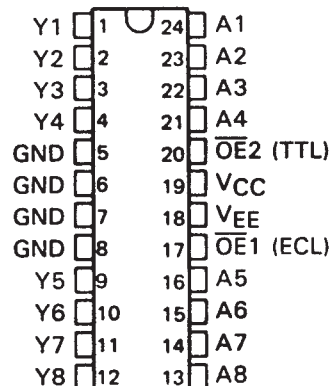 Y1 1 24 A1
Y2 2 23 A2
Y3 3 22 A3
Y4 4 21 A4
GND 5 20 O̅E̅2 (TTL)
GND 6 19 VCC
GND 7 18 VEE
GND 8 17 O̅E̅1 (ECL)
Y5 9 16 A5
Y6 10 15 A6
Y7 11 14 A7
Y8 12 13 A8